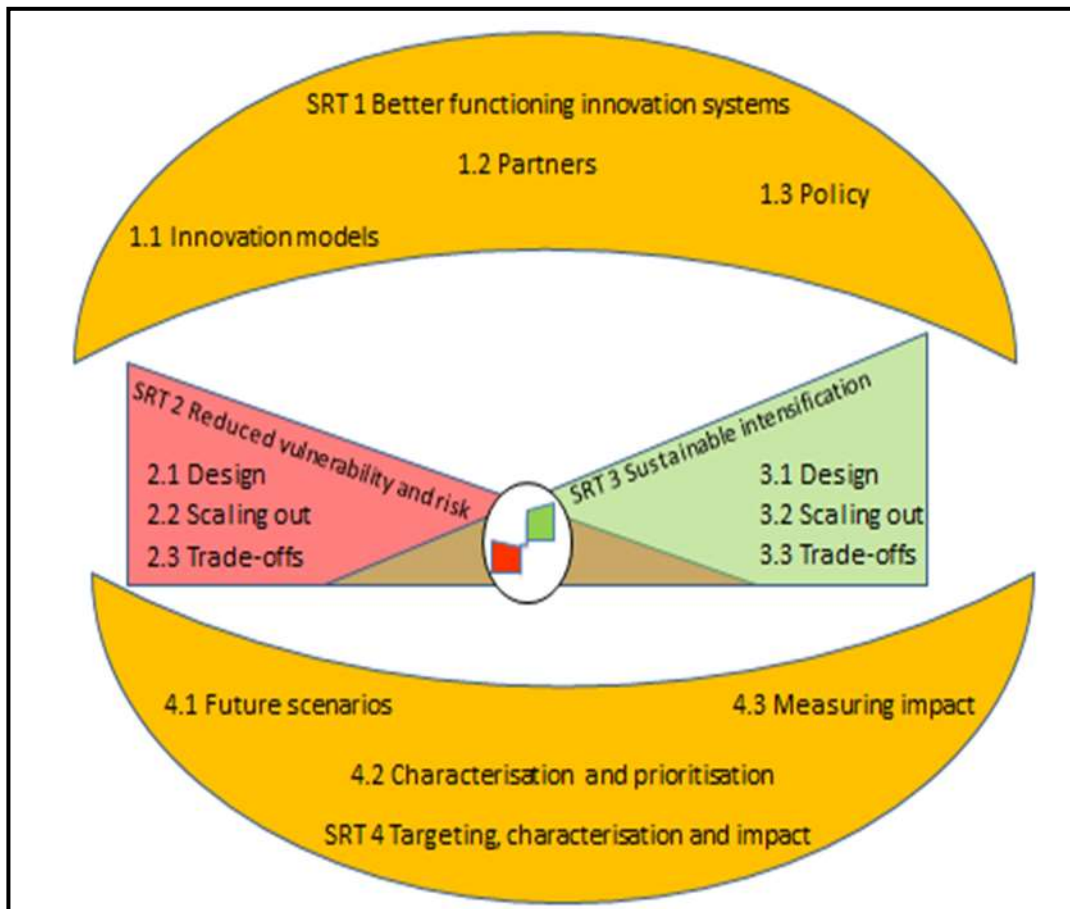 SRT 1 Better functioning innovation systems
1.2 Partners
1.3 Policy
1.1 Innovation models
SRT 2 Reduced vulnerability and risk
2.1 Design
2.2 Scaling out
2.3 Trade-offs
SRT 3 Sustainable intensification
3.1 Design
3.2 Scaling out
3.3 Trade-offs
4.1 Future scenarios
4.3 Measuring impact
4.2 Characterisation and prioritisation
SRT 4 Targeting, characterisation and impact